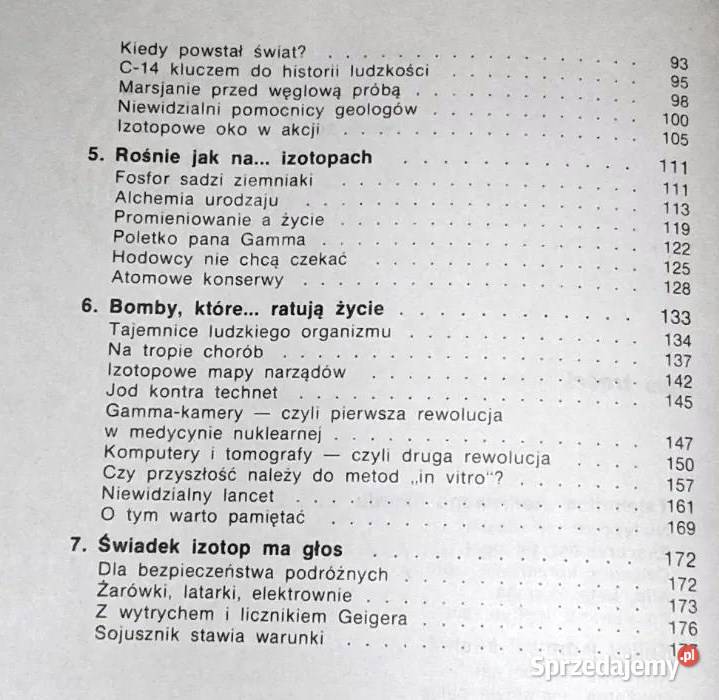 Kiedy powstał świat? . . . . . . . . . . . . . . 93
C-14 kluczem do historii ludzkości . . . . . . . . 95
Marsjanie przed węglową próbą . . . . . . . . . . 98
Niewidzialni pomocnicy geologów . . . . . . . . . 100
Izotopowe oko w akcji . . . . . . . . . . . . . 105
5. Rośnie jak na... izotopach . . . . . . . . . . 111
Fosfor sadzi ziemniaki . . . . . . . . . . . . . 111
Alchemia urodzaju . . . . . . . . . . . . . . . 113
Promieniowanie a życie . . . . . . . . . . . . . 119
Poletko pana Gamma . . . . . . . . . . . . . . 122
Hodowcy nie chcą czekać . . . . . . . . . . . . 125
Atomowe konserwy . . . . . . . . . . . . . . . 128
6. Bomby, które... ratują życie . . . . . . . . . 133
Tajemnice ludzkiego organizmu . . . . . . . . . . 134
Na tropie chorób . . . . . . . . . . . . . . . 137
Izotopowe mapy narządów . . . . . . . . . . . . 142
Jod kontra technet . . . . . . . . . . . . . . 145
Gamma-kamery — czyli pierwsza rewolucja
w medycynie nuklearnej . . . . . . . . . . . . . 147
Komputery i tomografy — czyli druga rewolucja . . . . 150
Czy przyszłość należy do metod „in vitro"? . . . . . 157
Niewidzialny lancet . . . . . . . . . . . . . . 161
O tym warto pamiętać . . . . . . . . . . . . . 169
7. Świadek izotop ma głos . . . . . . . . . . . 172
Dla bezpieczeństwa podróżnych . . . . . . . . . . 172
Żarówki, latarki, elektrownie . . . . . . . . . . . 173
Z wytrychem i licznikiem Geigera . . . . . . . . . 176
Sojusznik stawia warunki . . . . . . . . . . . .
Sprzedajemy.pl